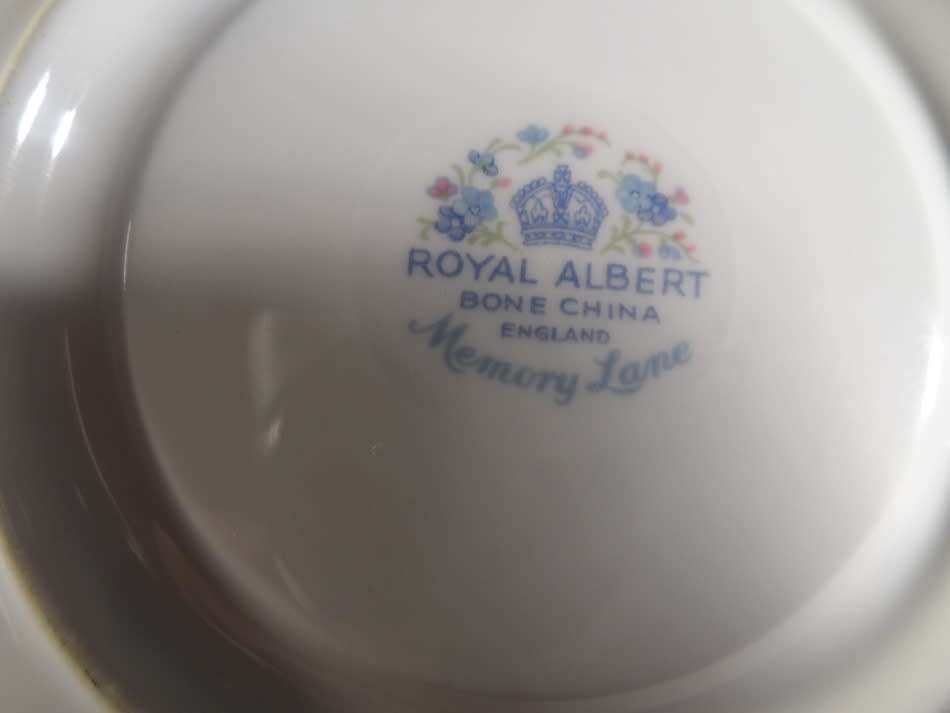 ROYAL ALBERT
BONE CHINA
ENGLAND
Memory Lane